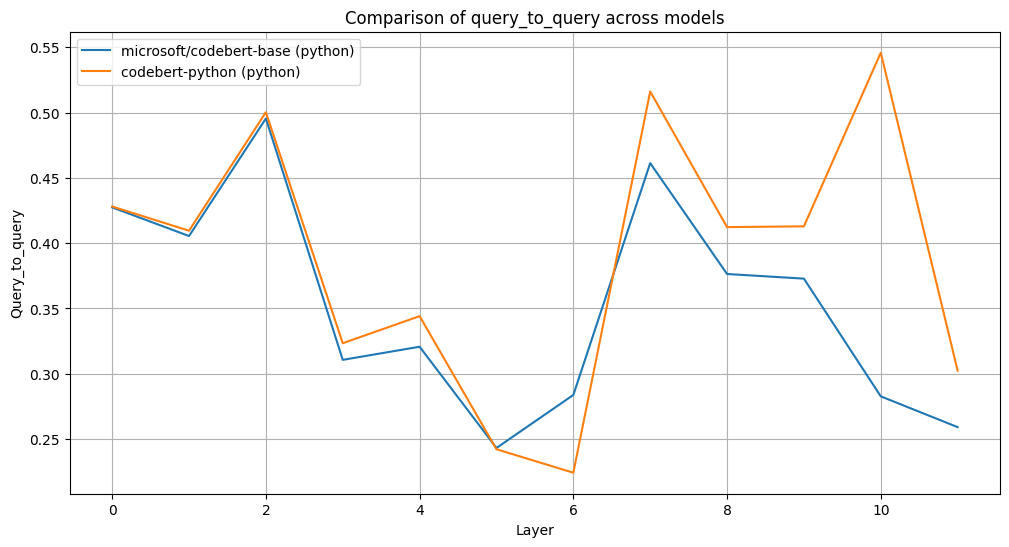 Comparison of query_to_query across models
microsoft/codebert-base (python)
codebert-python (python)
Query_to_query
0.55
0.50
0.45
0.40
0.35
0.30
0.25
0 2 4 6 8 10
Layer